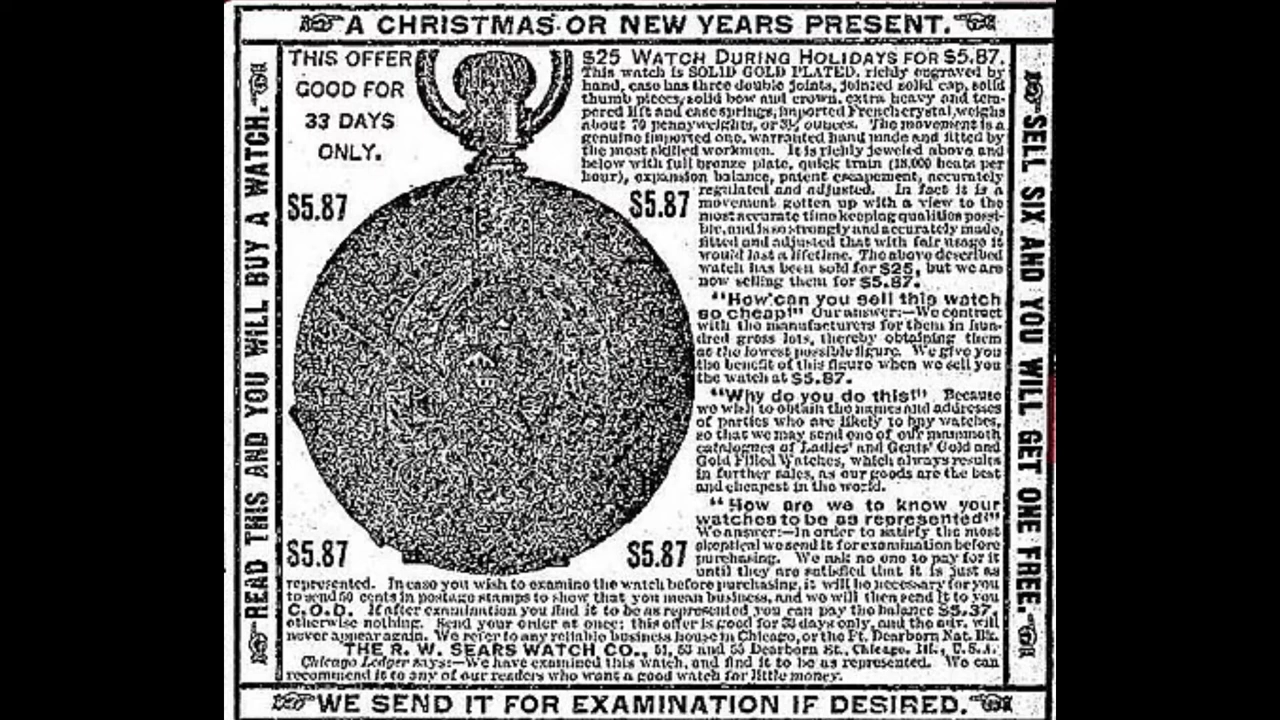 A CHRISTMAS OR NEW YEARS PRESENT.
READ THIS AND YOU WILL BUY A WATCH.
THIS OFFER
GOOD FOR
33 DAYS
ONLY.
$5.87
$5.87
$5.87
$5.87
$25 WATCH DURING HOLIDAYS FOR $5.87.
This watch is SOLID GOLD PLATED, richly engraved by
hand, case has three double joints, jointed solid cap, solid
thumb pieces, solid bow and crown, extra heavy and tem-
pered lift and case springs, imported French crystal, weighs
about 70 pennyweights, or 3½ ounces. The movement is a
genuine imported one, warranted hand made and fitted by
the most skilled workmen. It is richly jeweled above and
below with full bronze plate, quick train (18,000 beats per
hour), expansion balance, patent escapement, accurately
regulated and adjusted. In fact it is a
movement gotten up with a view to the
most accurate time keeping qualities possi-
ble, and is so strongly and accurately made,
fitted and adjusted that with fair usage it
would last a lifetime. The above described
watch has been sold for $25, but we are
now selling them for $5.87.
"How can you sell this watch
so cheap!" Our answer:—We contract
with the manufacturers for them in hun-
dred gross lots, thereby obtaining them
at the lowest possible figure. We give you
the benefit of this figure when we sell you
the watch at $5.87.
"Why do you do this!" Because
we wish to obtain the names and addresses
of parties who are likely to buy watches,
so that we may send one of our mammoth
catalogues of Ladies' and Gents' Gold and
Gold Filled Watches, which always results
in further sales, as our goods are the best
and cheapest in the world.
"How are we to know your
watches to be as represented?"
We answer:—In order to satisfy the most
skeptical we send it for examination before
purchasing. We ask no one to pay for it
until they are satisfied that it is just as
represented. In case you wish to examine the watch before purchasing, it will be necessary for you
to send 50 cents in postage stamps to show that you mean business, and we will then send it to you
C.O.D. If after examination you find it to be as represented you can pay the balance $5.37,
otherwise nothing. Send your order at once; this offer is good for 33 days only, and the adv. will
never appear again. We refer to any reliable business house in Chicago, or the Ft. Dearborn Nat. Bk.
THE R. W. SEARS WATCH CO., 51, 53 and 55 Dearborn St., Chicago, Ill., U.S.A.
Chicago Ledger says:—We have examined this watch, and find it to be as represented. We can
recommend it to any of our readers who want a good watch for little money.
SELL SIX AND YOU WILL GET ONE FREE.
WE SEND IT FOR EXAMINATION IF DESIRED.